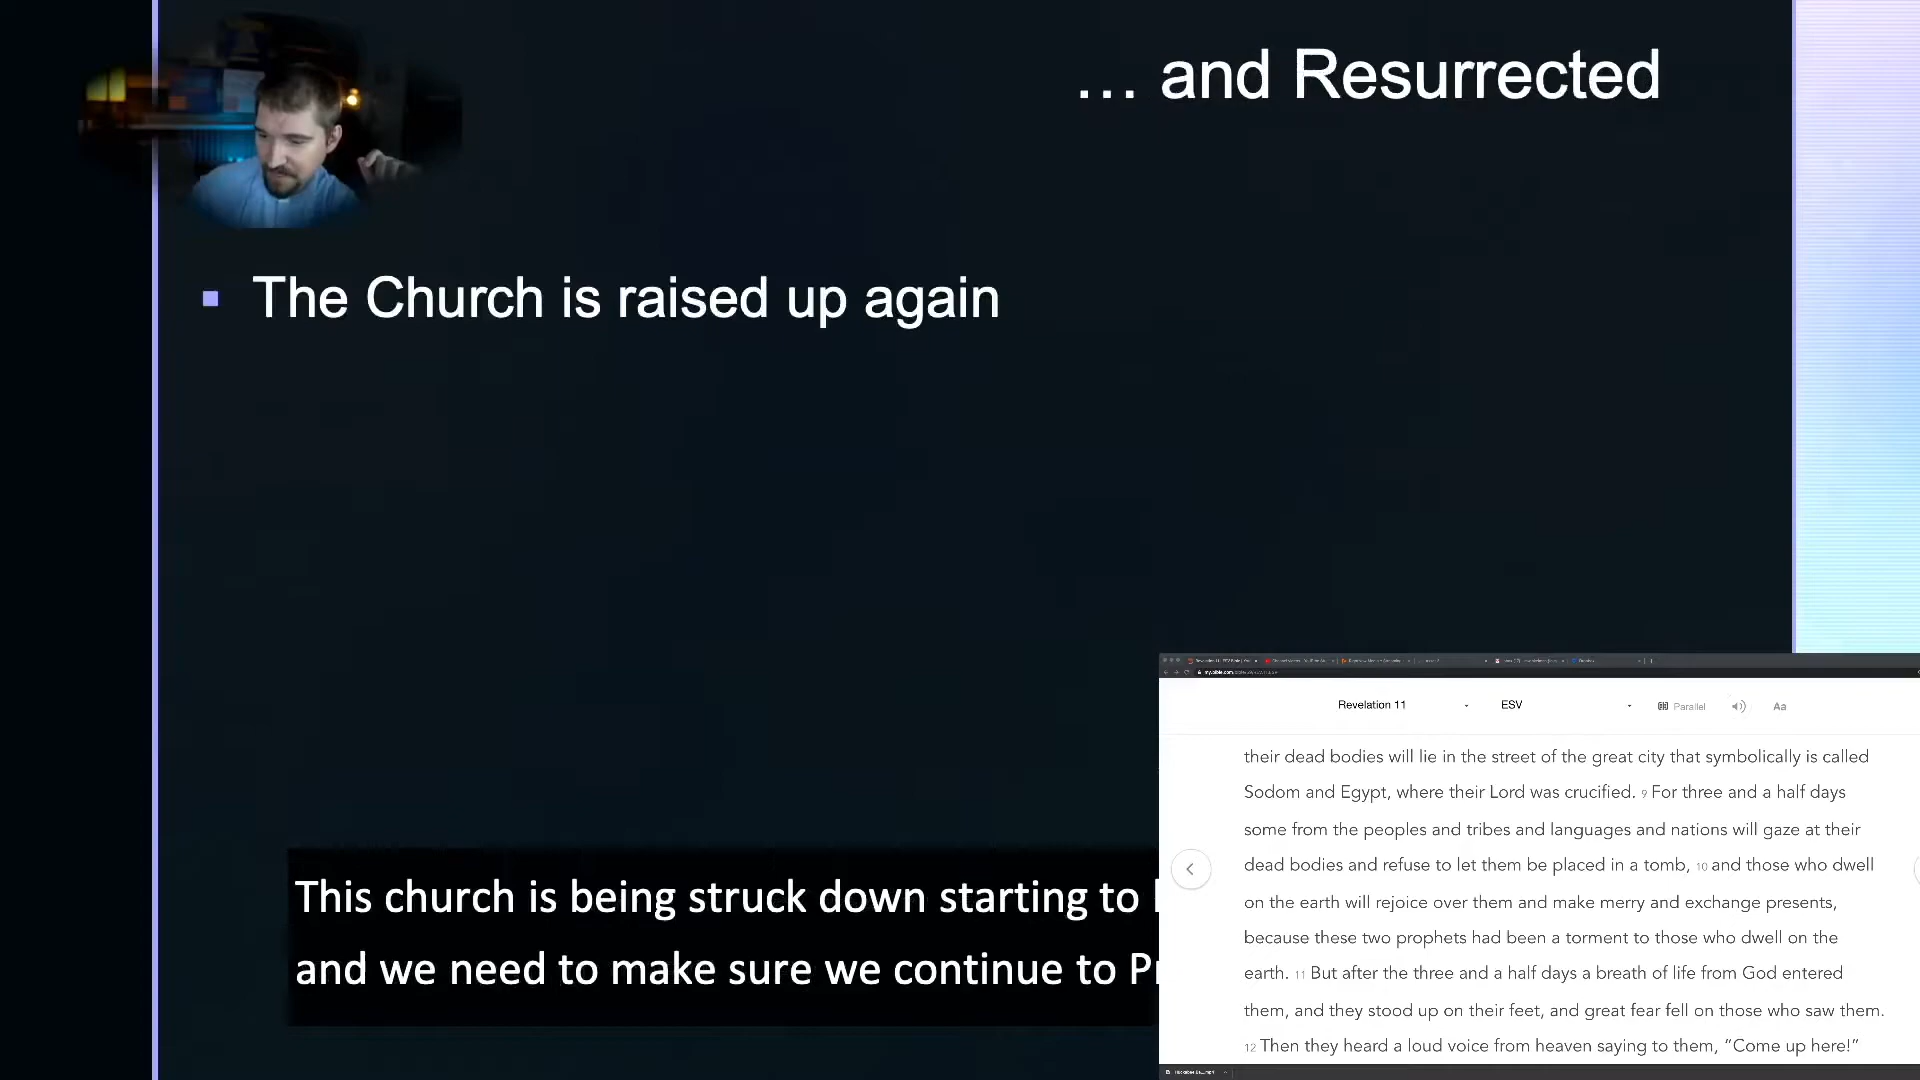 ... and Resurrected
The Church is raised up again
This church is being struck down starting to
and we need to make sure we continue to
Revelation 11
ESV
Parallel
Aa
their dead bodies will lie in the street of the great city that symbolically is called
Sodom and Egypt, where their Lord was crucified. 9 For three and a half days
some from the peoples and tribes and languages and nations will gaze at their
dead bodies and refuse to let them be placed in a tomb, 10 and those who dwell
on the earth will rejoice over them and make merry and exchange presents,
because these two prophets had been a torment to those who dwell on the
earth. 11 But after the three and a half days a breath of life from God entered
them, and they stood up on their feet, and great fear fell on those who saw them.
12 Then they heard a loud voice from heaven saying to them, “Come up here!”